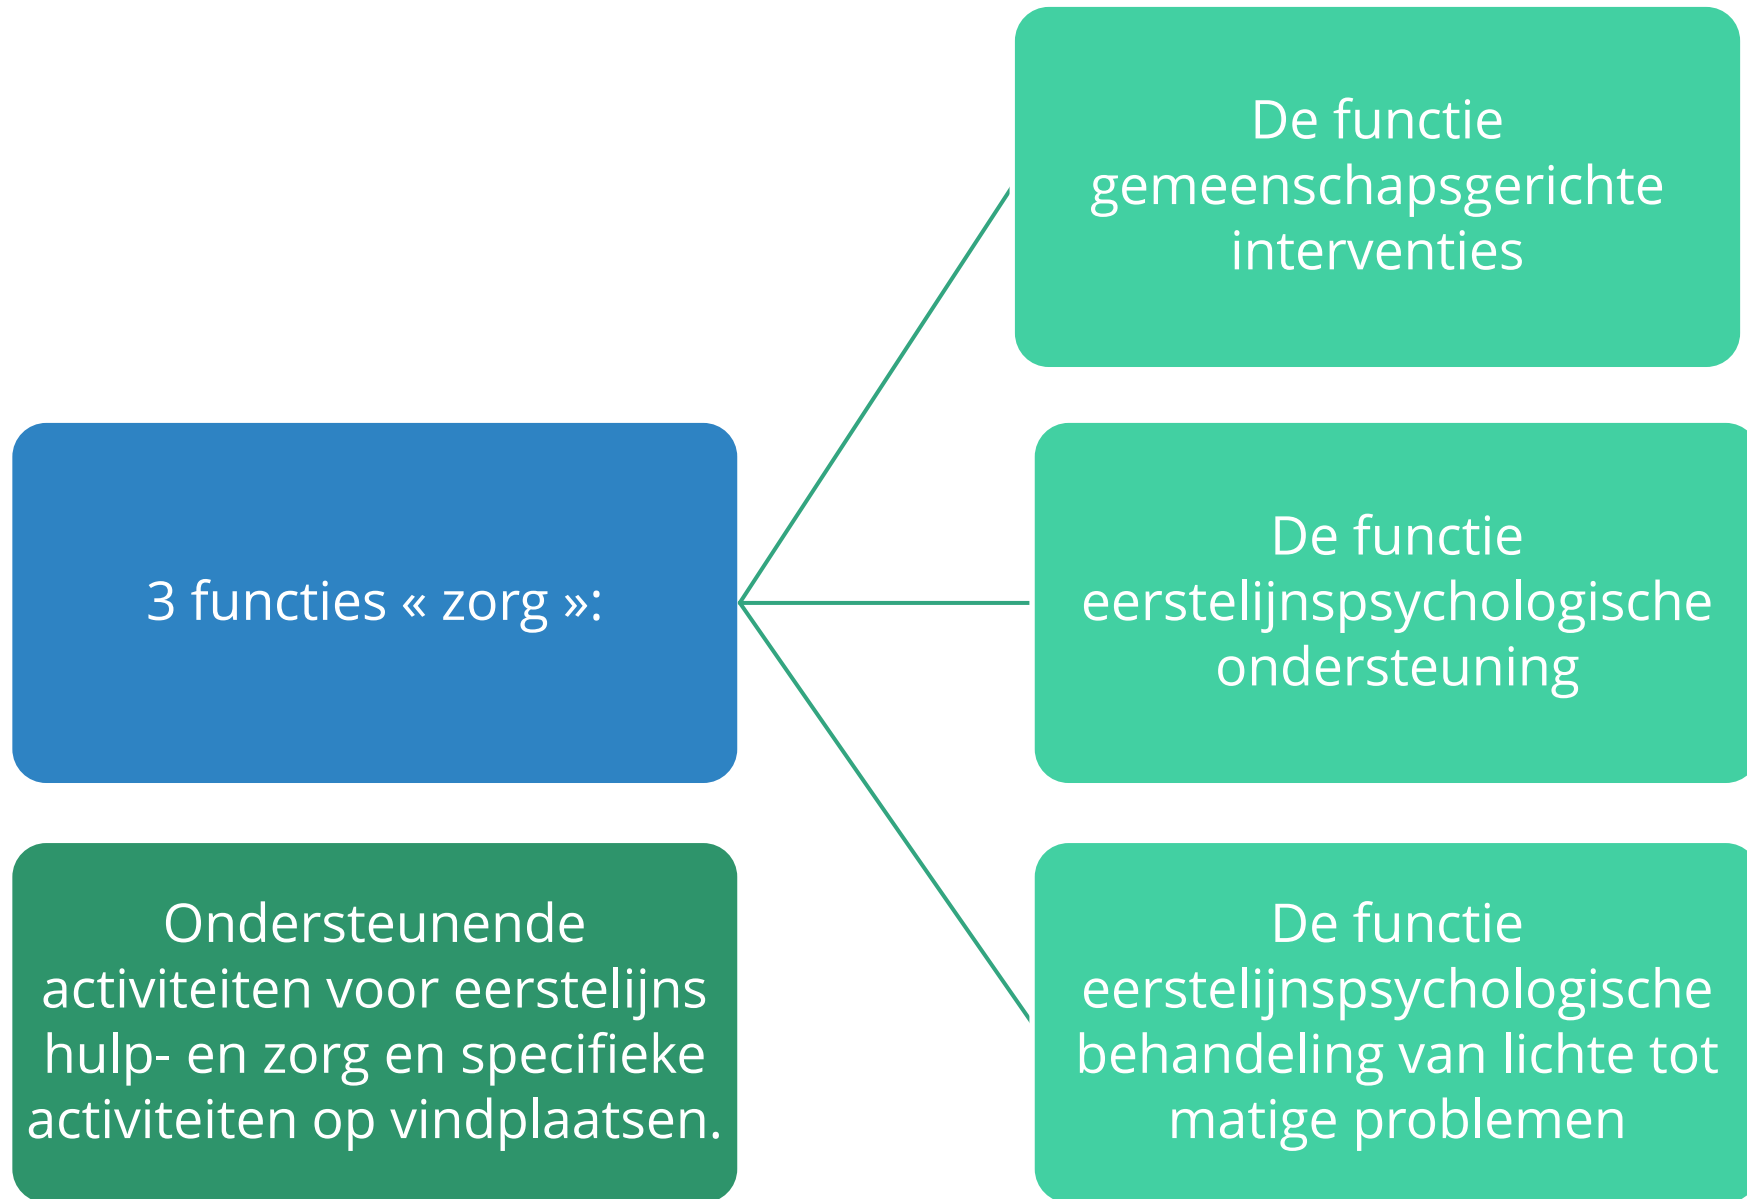 3 functies « zorg »:
De functie
gemeenschapsgerichte
interventies
De functie
eerstelijnspsychologische
ondersteuning
De functie
eerstelijnspsychologische
behandeling van lichte tot
matige problemen
Ondersteunende
activiteiten voor eerstelijns
hulp- en zorg en specifieke
activiteiten op vindplaatsen.